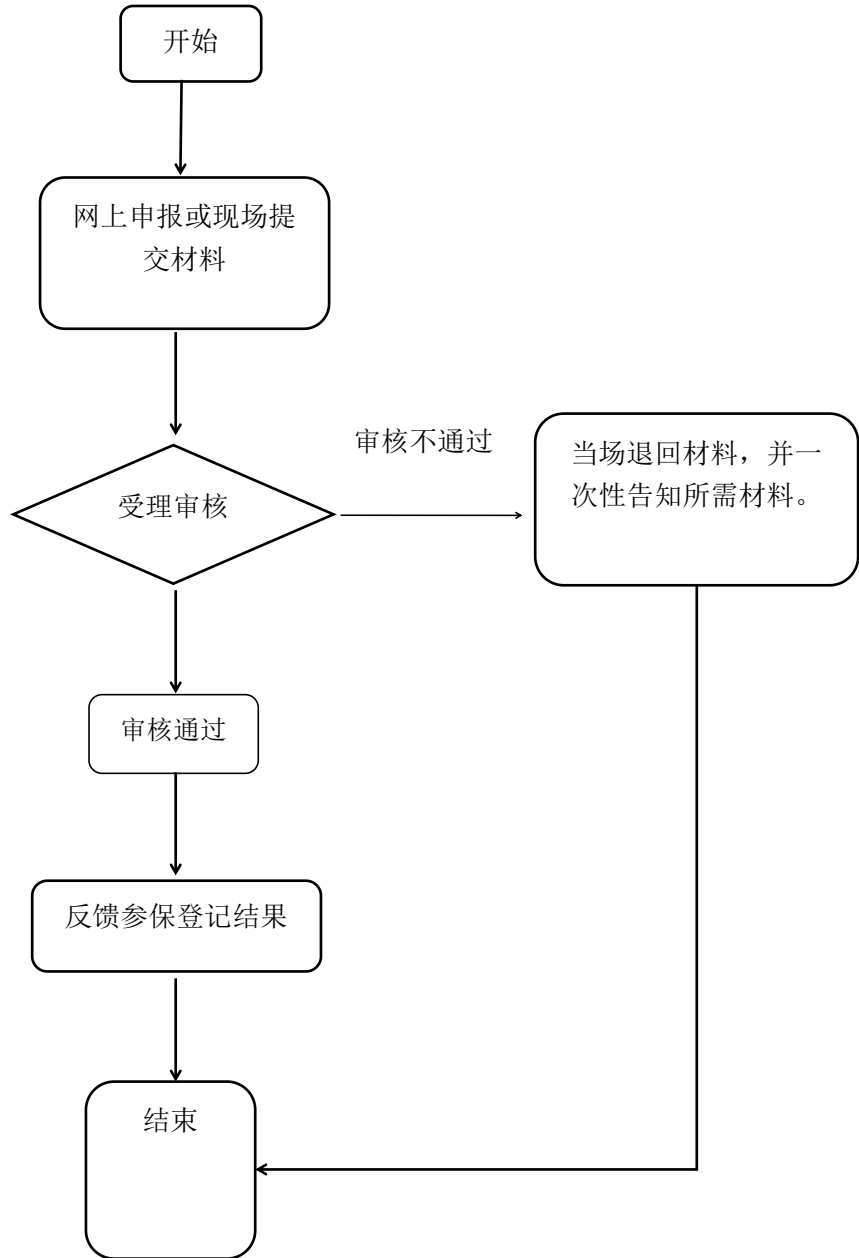 开始
网上申报或现场提
交材料
审核不通过
当场退回材料，并一
次性告知所需材料。
受理审核
审核通过
反馈参保登记结果
结束